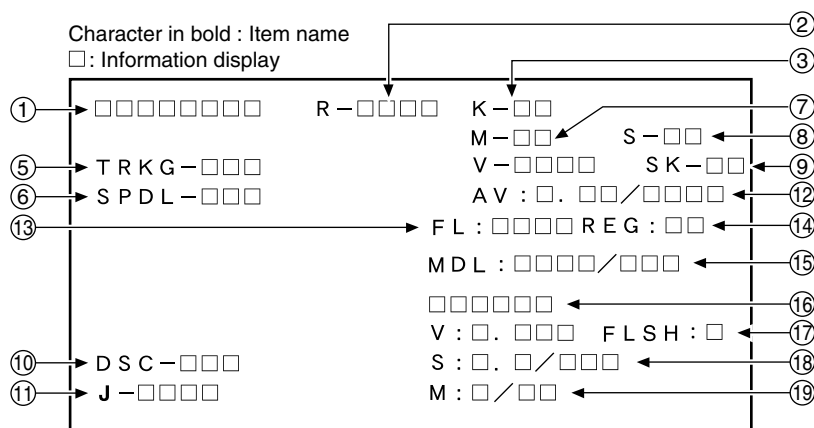 Character in bold : Item name
□ : Information display
② 
③
① □□□□□□□□ R－□□□□ K－□□
⑦
M－□□ S－□□ ⑧
⑤ TRKG－□□□ V－□□□□ SK－□□ ⑨
⑥ SPDL－□□□ AV : □. □□／□□□□ ⑫
⑬ FL : □□□□ REG : □□ ⑭
MDL : □□□□／□□□ ⑮
□□□□□□ ⑯
V : □. □□□ FLSH : □ ⑰
⑩ DSC－□□□ S : □. □／□□□ ⑱
⑪ J－□□□□ M : □／□□ ⑲